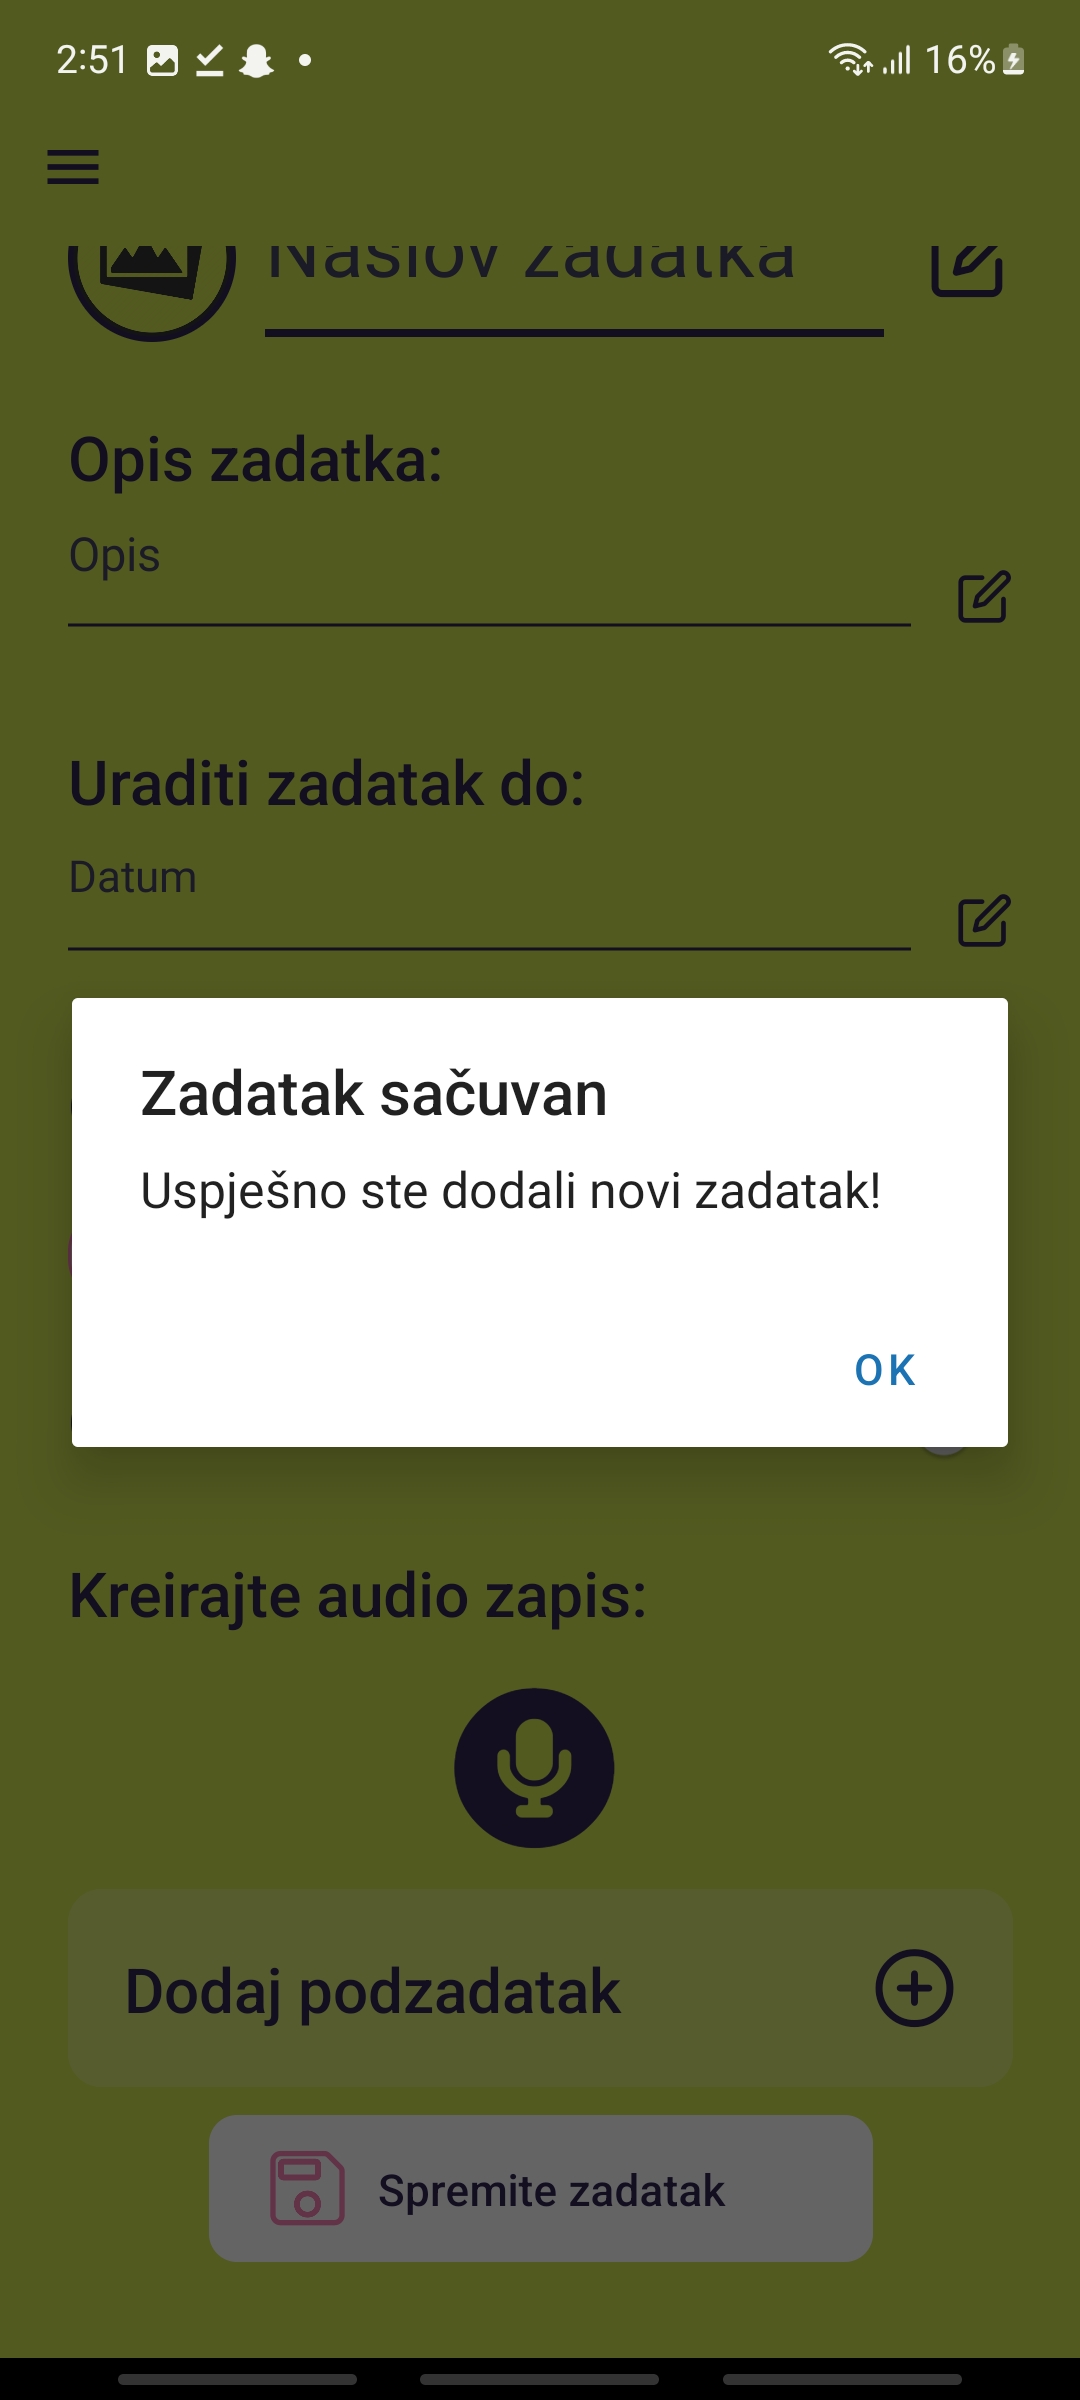 2:51
16%
Naslov zadatka
Opis zadatka:
Opis
Uraditi zadatak do:
Datum
Zadatak sačuvan
Uspješno ste dodali novi zadatak!
OK
Kreirajte audio zapis:
Dodaj podzadatak
Spremite zadatak